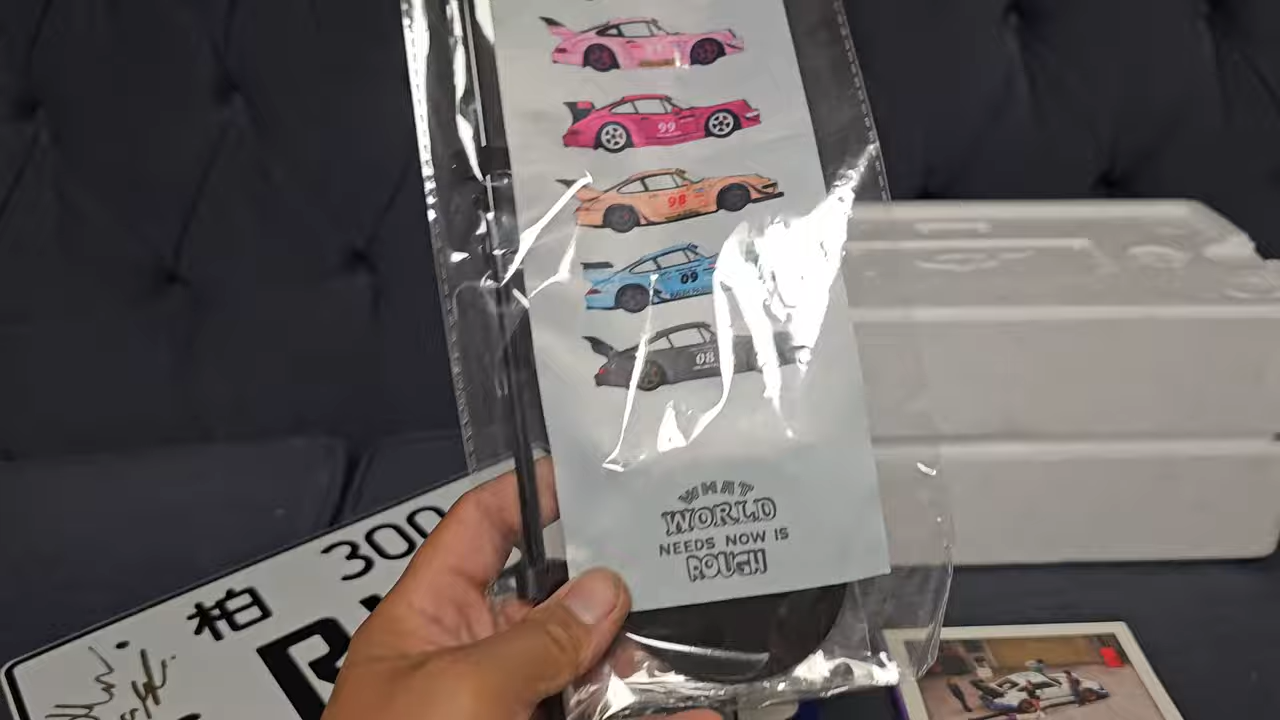 99
98
09
08
WHAT
WORLD
NEEDS NOW IS
ROUGH
柏 300